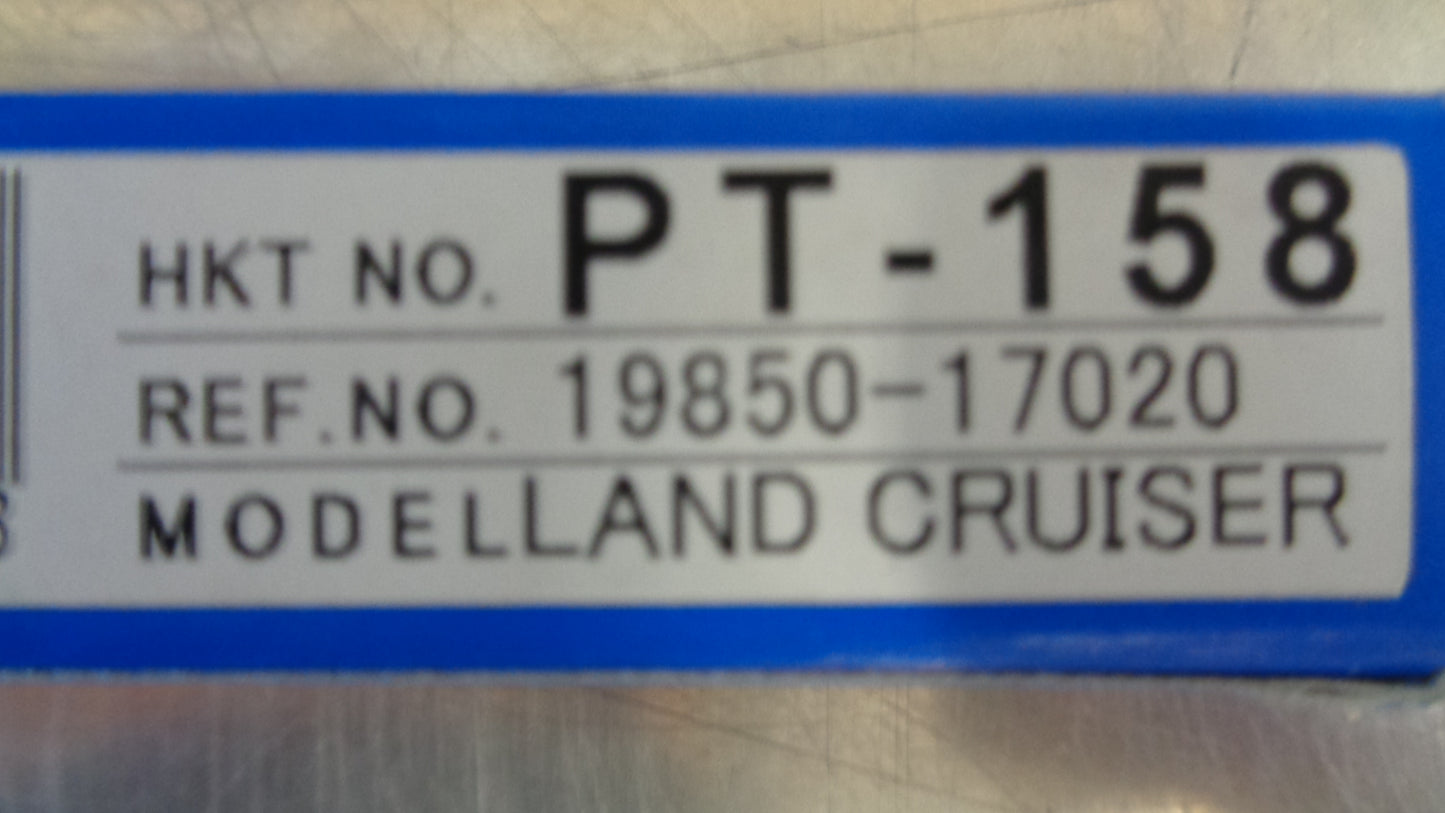 HKT NO. PT-158
REF.NO. 19850-17020
MODELLAND CRUISER